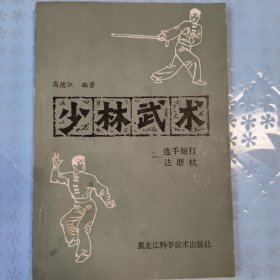 高德江 编著
少林武术
连手短打
达磨杖
黑龙江科学技术出版社